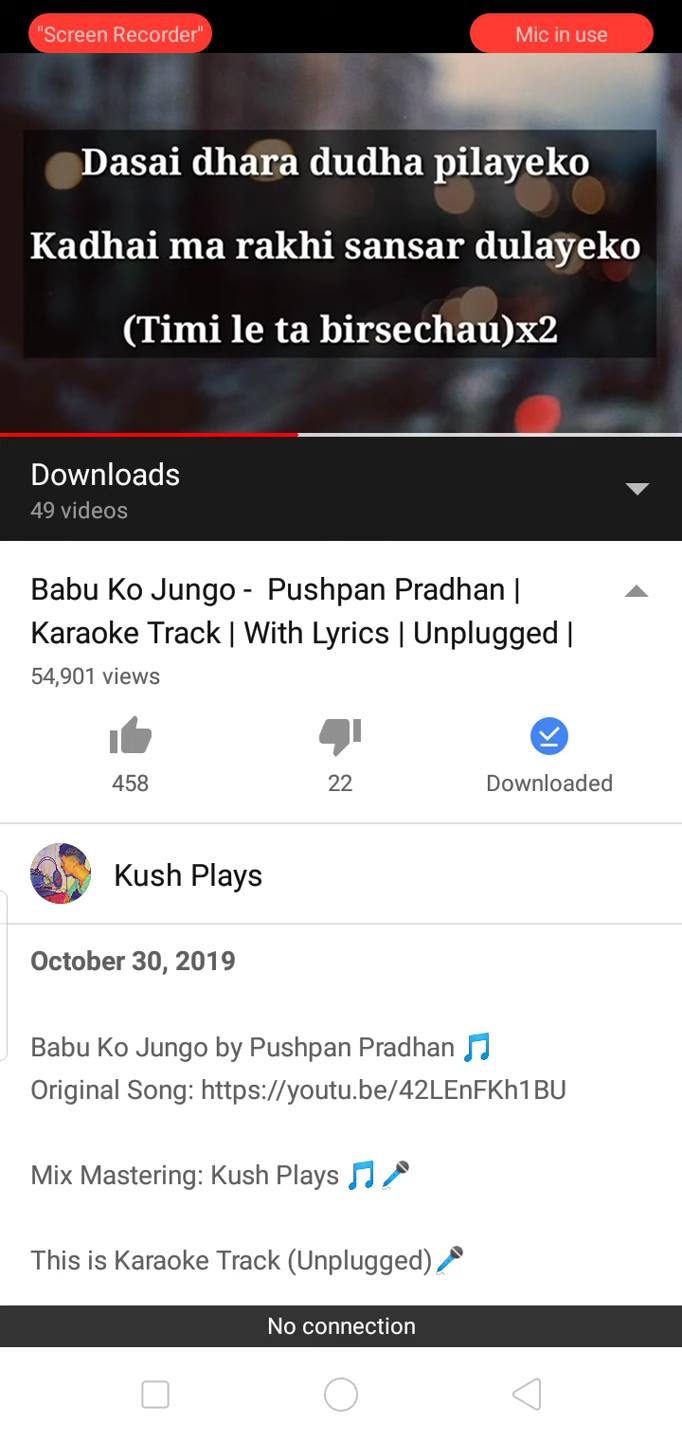 "Screen Recorder"
Mic in use
Dasai dhara dudha pilayeko
Kadhai ma rakhi sansar dulayeko
(Timi le ta birsechau)x2
Downloads
49 videos
Babu Ko Jungo -  Pushpan Pradhan |
Karaoke Track | With Lyrics | Unplugged |
54,901 views
458
22
Downloaded
Kush Plays
October 30, 2019
Babu Ko Jungo by Pushpan Pradhan 🎵
Original Song: https://youtu.be/42LEnFKh1BU
Mix Mastering: Kush Plays 🎵🎤
This is Karaoke Track (Unplugged)🎤
No connection